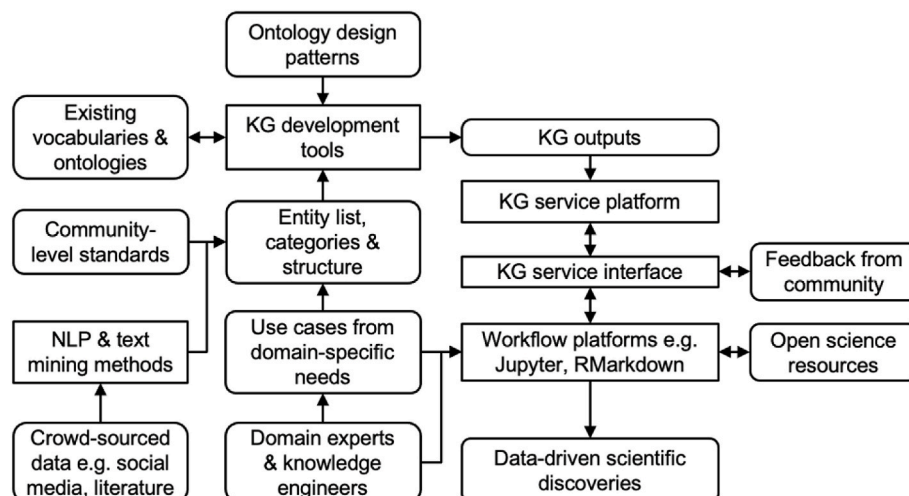 Ontology design
patterns
Existing
vocabularies &
ontologies
KG development
tools
KG outputs
KG service platform
Community-
level standards
Entity list,
categories &
structure
KG service interface
Feedback from
community
NLP & text
mining methods
Use cases from
domain-specific
needs
Workflow platforms e.g.
Jupyter, RMarkdown
Open science
resources
Crowd-sourced
data e.g. social
media, literature
Domain experts
& knowledge
engineers
Data-driven scientific
discoveries